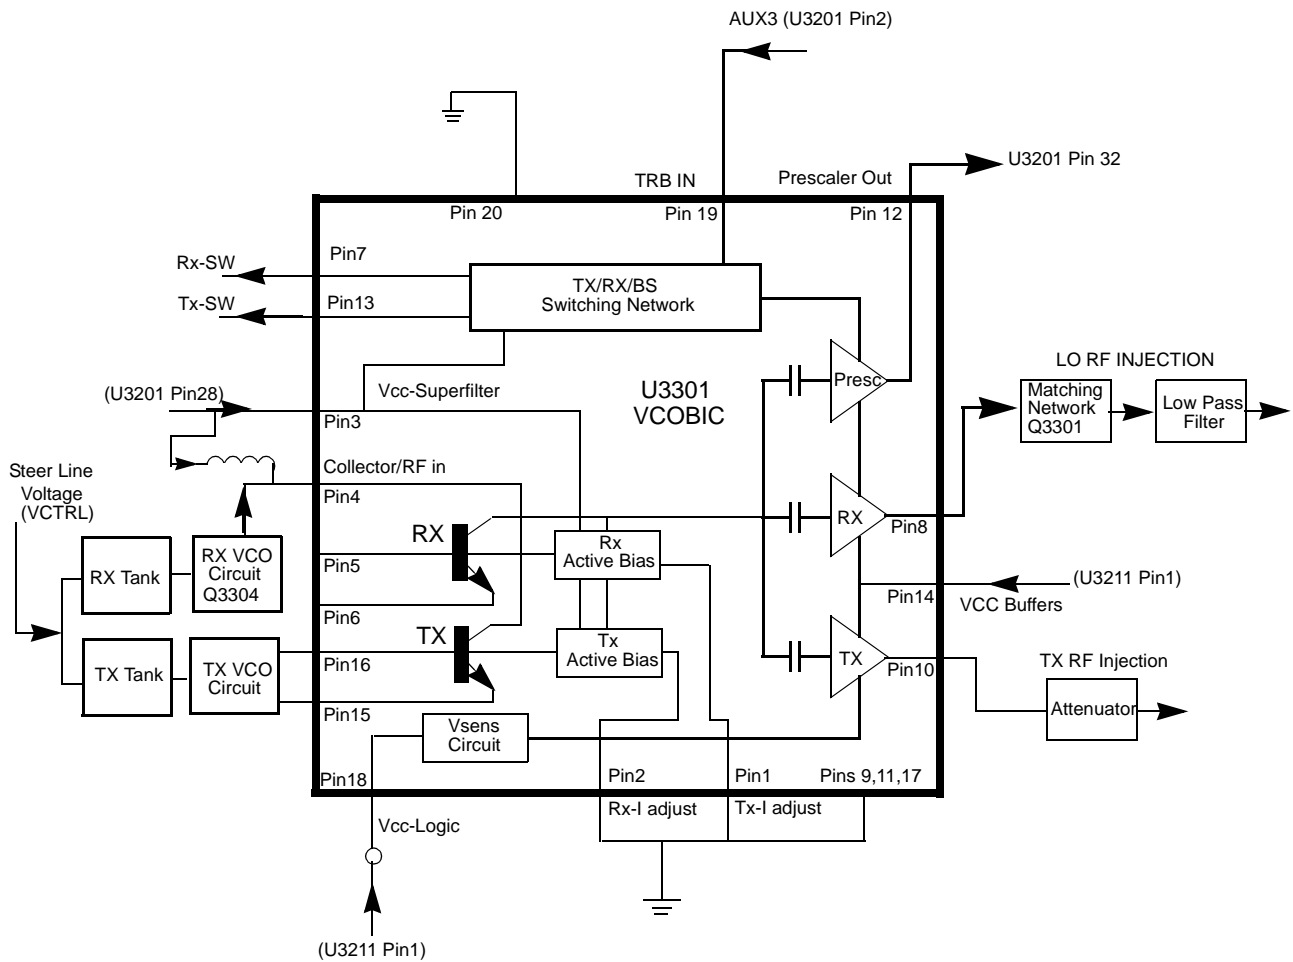 AUX3 (U3201 Pin2)
U3201 Pin 32
TRB IN
Prescaler Out
Pin 20
Pin 19
Pin 12
Rx-SW
Pin7
Tx-SW
Pin13
TX/RX/BS
Switching Network
(U3201 Pin28)
Vcc-Superfilter
Pin3
U3301
VCOBIC
Presc
LO RF INJECTION
Matching
Network
Q3301
Low Pass
Filter
Steer Line
Voltage
(VCTRL)
Collector/RF in
Pin4
RX
Rx
Active Bias
RX
Pin8
RX Tank
RX VCO
Circuit
Q3304
Pin5
Pin6
(U3211 Pin1)
Pin14
VCC Buffers
TX
Tx
Active Bias
TX
Pin10
TX Tank
TX VCO
Circuit
Pin16
Pin15
TX RF Injection
Attenuator
Vsens
Circuit
Pin18
Pin2
Pin1
Pins 9,11,17
Rx-I adjust
Tx-I adjust
Vcc-Logic
(U3211 Pin1)